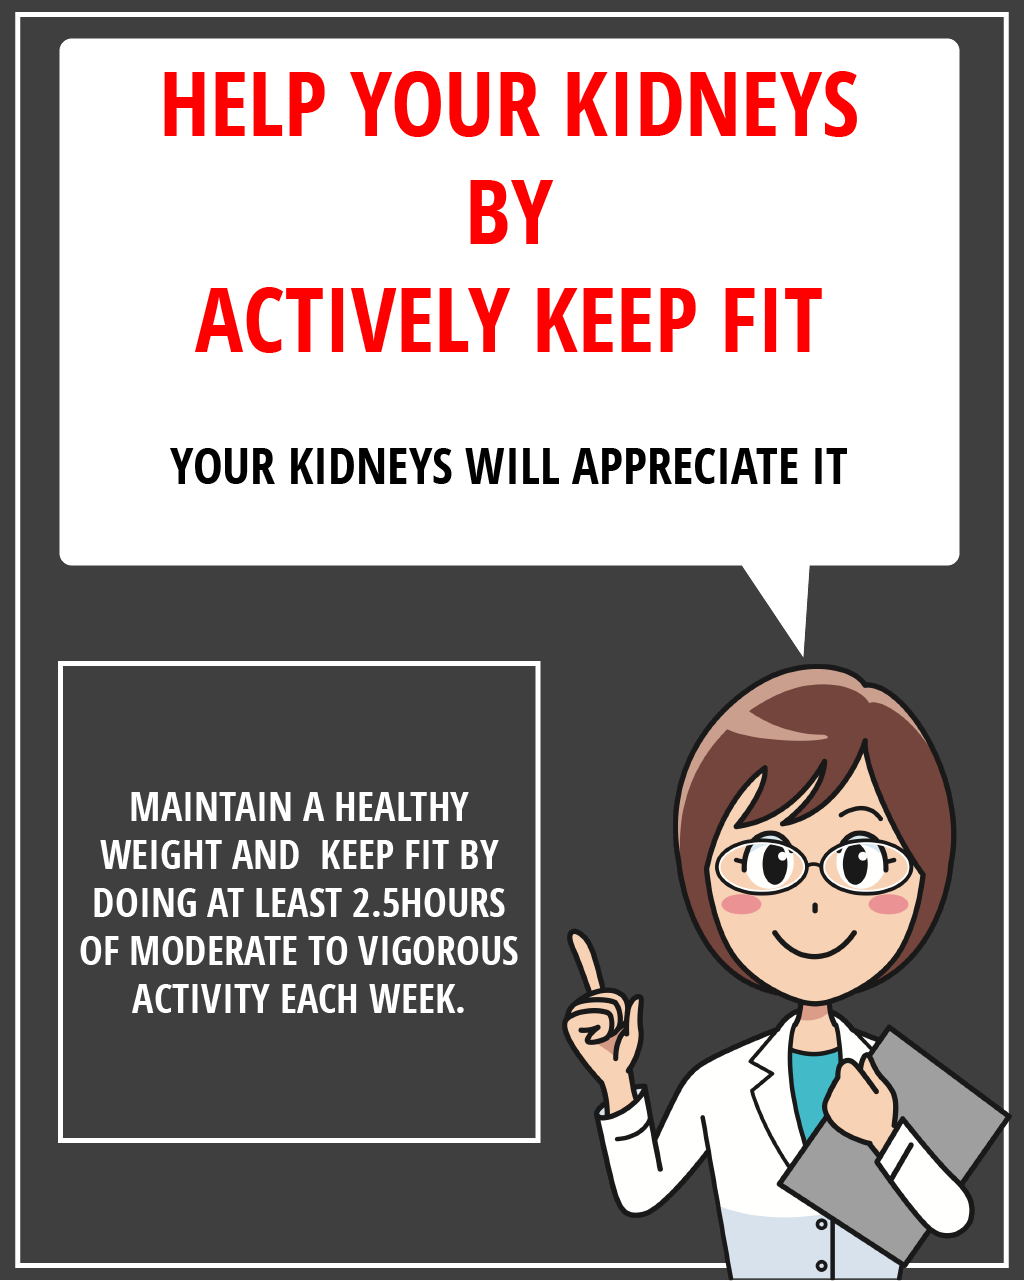 HELP YOUR KIDNEYS
BY
ACTIVELY KEEP FIT
YOUR KIDNEYS WILL APPRECIATE IT
MAINTAIN A HEALTHY
WEIGHT AND  KEEP FIT BY
DOING AT LEAST 2.5HOURS
OF MODERATE TO VIGOROUS
ACTIVITY EACH WEEK.